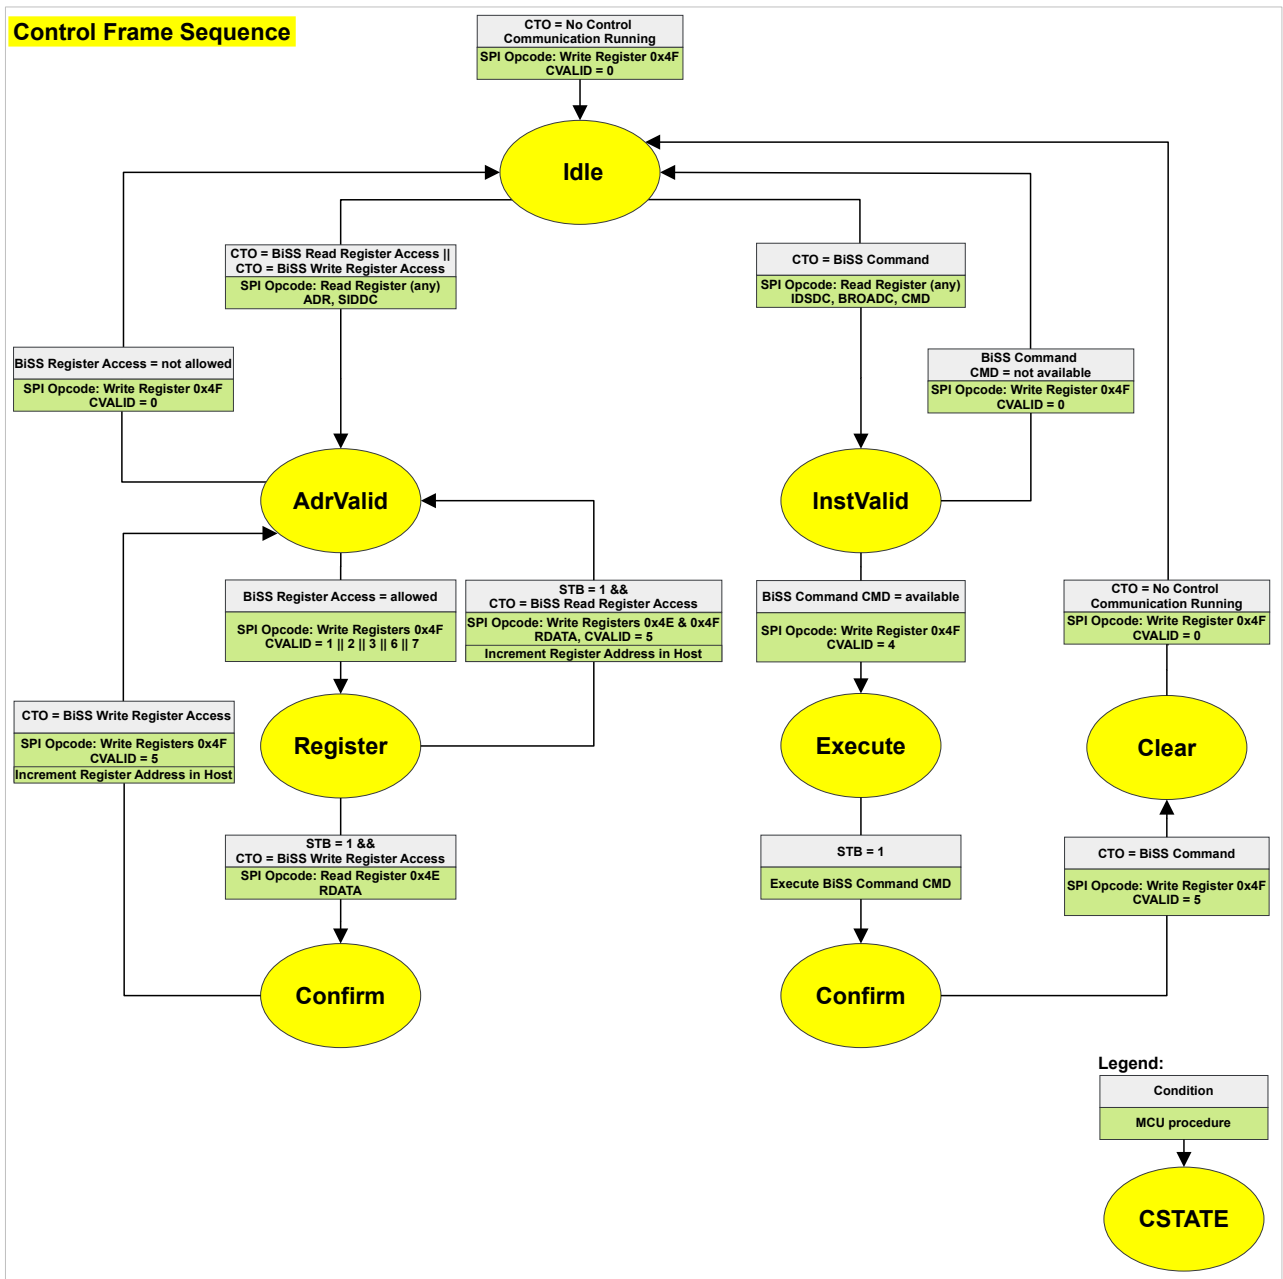 Control Frame Sequence
CTO = No Control
Communication Running
SPI Opcode: Write Register 0x4F
CVALID = 0
Idle
CTO = BiSS Read Register Access ||
CTO = BiSS Write Register Access
SPI Opcode: Read Register (any)
ADR, SIDDC
CTO = BiSS Command
SPI Opcode: Read Register (any)
IDSDC, BROADC, CMD
BiSS Register Access = not allowed
SPI Opcode: Write Register 0x4F
CVALID = 0
BiSS Command
CMD = not available
SPI Opcode: Write Register 0x4F
CVALID = 0
AdrValid
InstValid
BiSS Register Access = allowed
SPI Opcode: Write Registers 0x4F
CVALID = 1 || 2 || 3 || 6 || 7
STB = 1 &&
CTO = BiSS Read Register Access
SPI Opcode: Write Registers 0x4E & 0x4F
RDATA, CVALID = 5
Increment Register Address in Host
BiSS Command CMD = available
SPI Opcode: Write Register 0x4F
CVALID = 4
CTO = No Control
Communication Running
SPI Opcode: Write Register 0x4F
CVALID = 0
CTO = BiSS Write Register Access
SPI Opcode: Write Registers 0x4F
CVALID = 5
Increment Register Address in Host
Register
Execute
Clear
STB = 1 &&
CTO = BiSS Write Register Access
SPI Opcode: Read Register 0x4E
RDATA
STB = 1
Execute BiSS Command CMD
CTO = BiSS Command
SPI Opcode: Write Register 0x4F
CVALID = 5
Confirm
Confirm
Legend:
Condition
MCU procedure
CSTATE